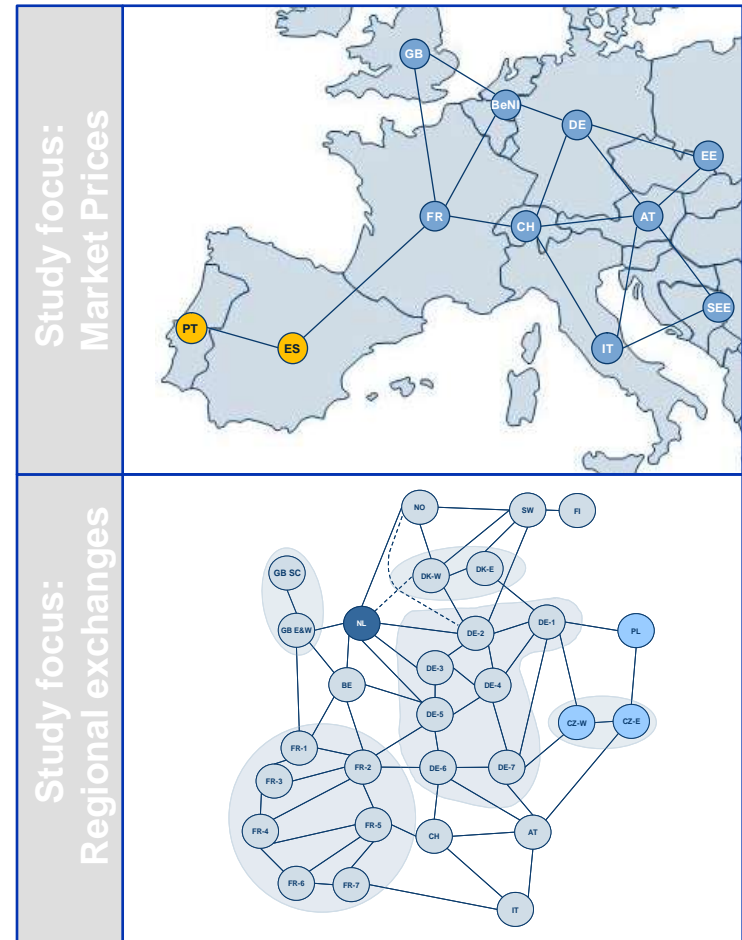 Study focus:
Market Prices
GB
BeNl
DE
EE
FR
CH
AT
PT
ES
SEE
IT
Study focus:
Regional exchanges
NO
SW
FI
GB SC
DK-W
DK-E
GB E&W
NL
DE-2
DE-1
PL
BE
DE-3
DE-4
DE-5
CZ-W
CZ-E
FR-1
FR-3
FR-2
DE-6
DE-7
FR-4
FR-5
CH
AT
FR-6
FR-7
IT